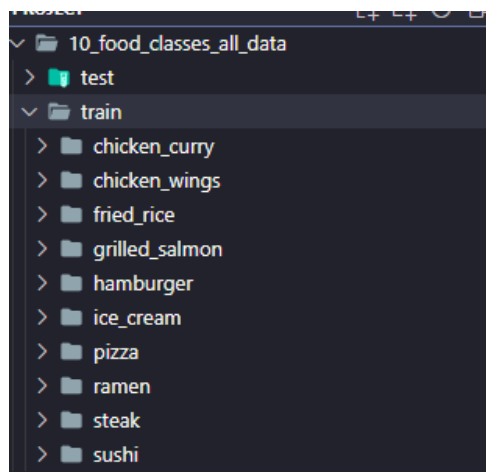 10_food_classes_all_data
test
train
chicken_curry
chicken_wings
fried_rice
grilled_salmon
hamburger
ice_cream
pizza
ramen
steak
sushi